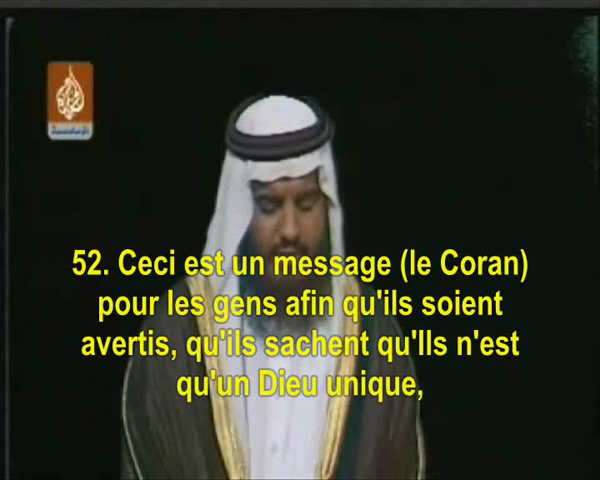 52. Ceci est un message (le Coran)
pour les gens afin qu'ils soient
avertis, qu'ils sachent qu'Ils n'est
qu'un Dieu unique,